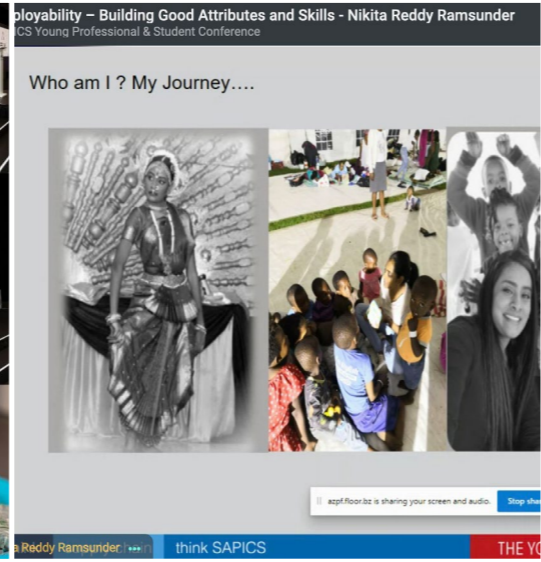 ployability – Building Good Attributes and Skills - Nikita Reddy Ramsunder
ICS Young Professional & Student Conference
Who am I ? My Journey….
azpf.floor.bz is sharing your screen and audio.
Stop sha
a Reddy Ramsunder ...
think SAPICS
THE YO